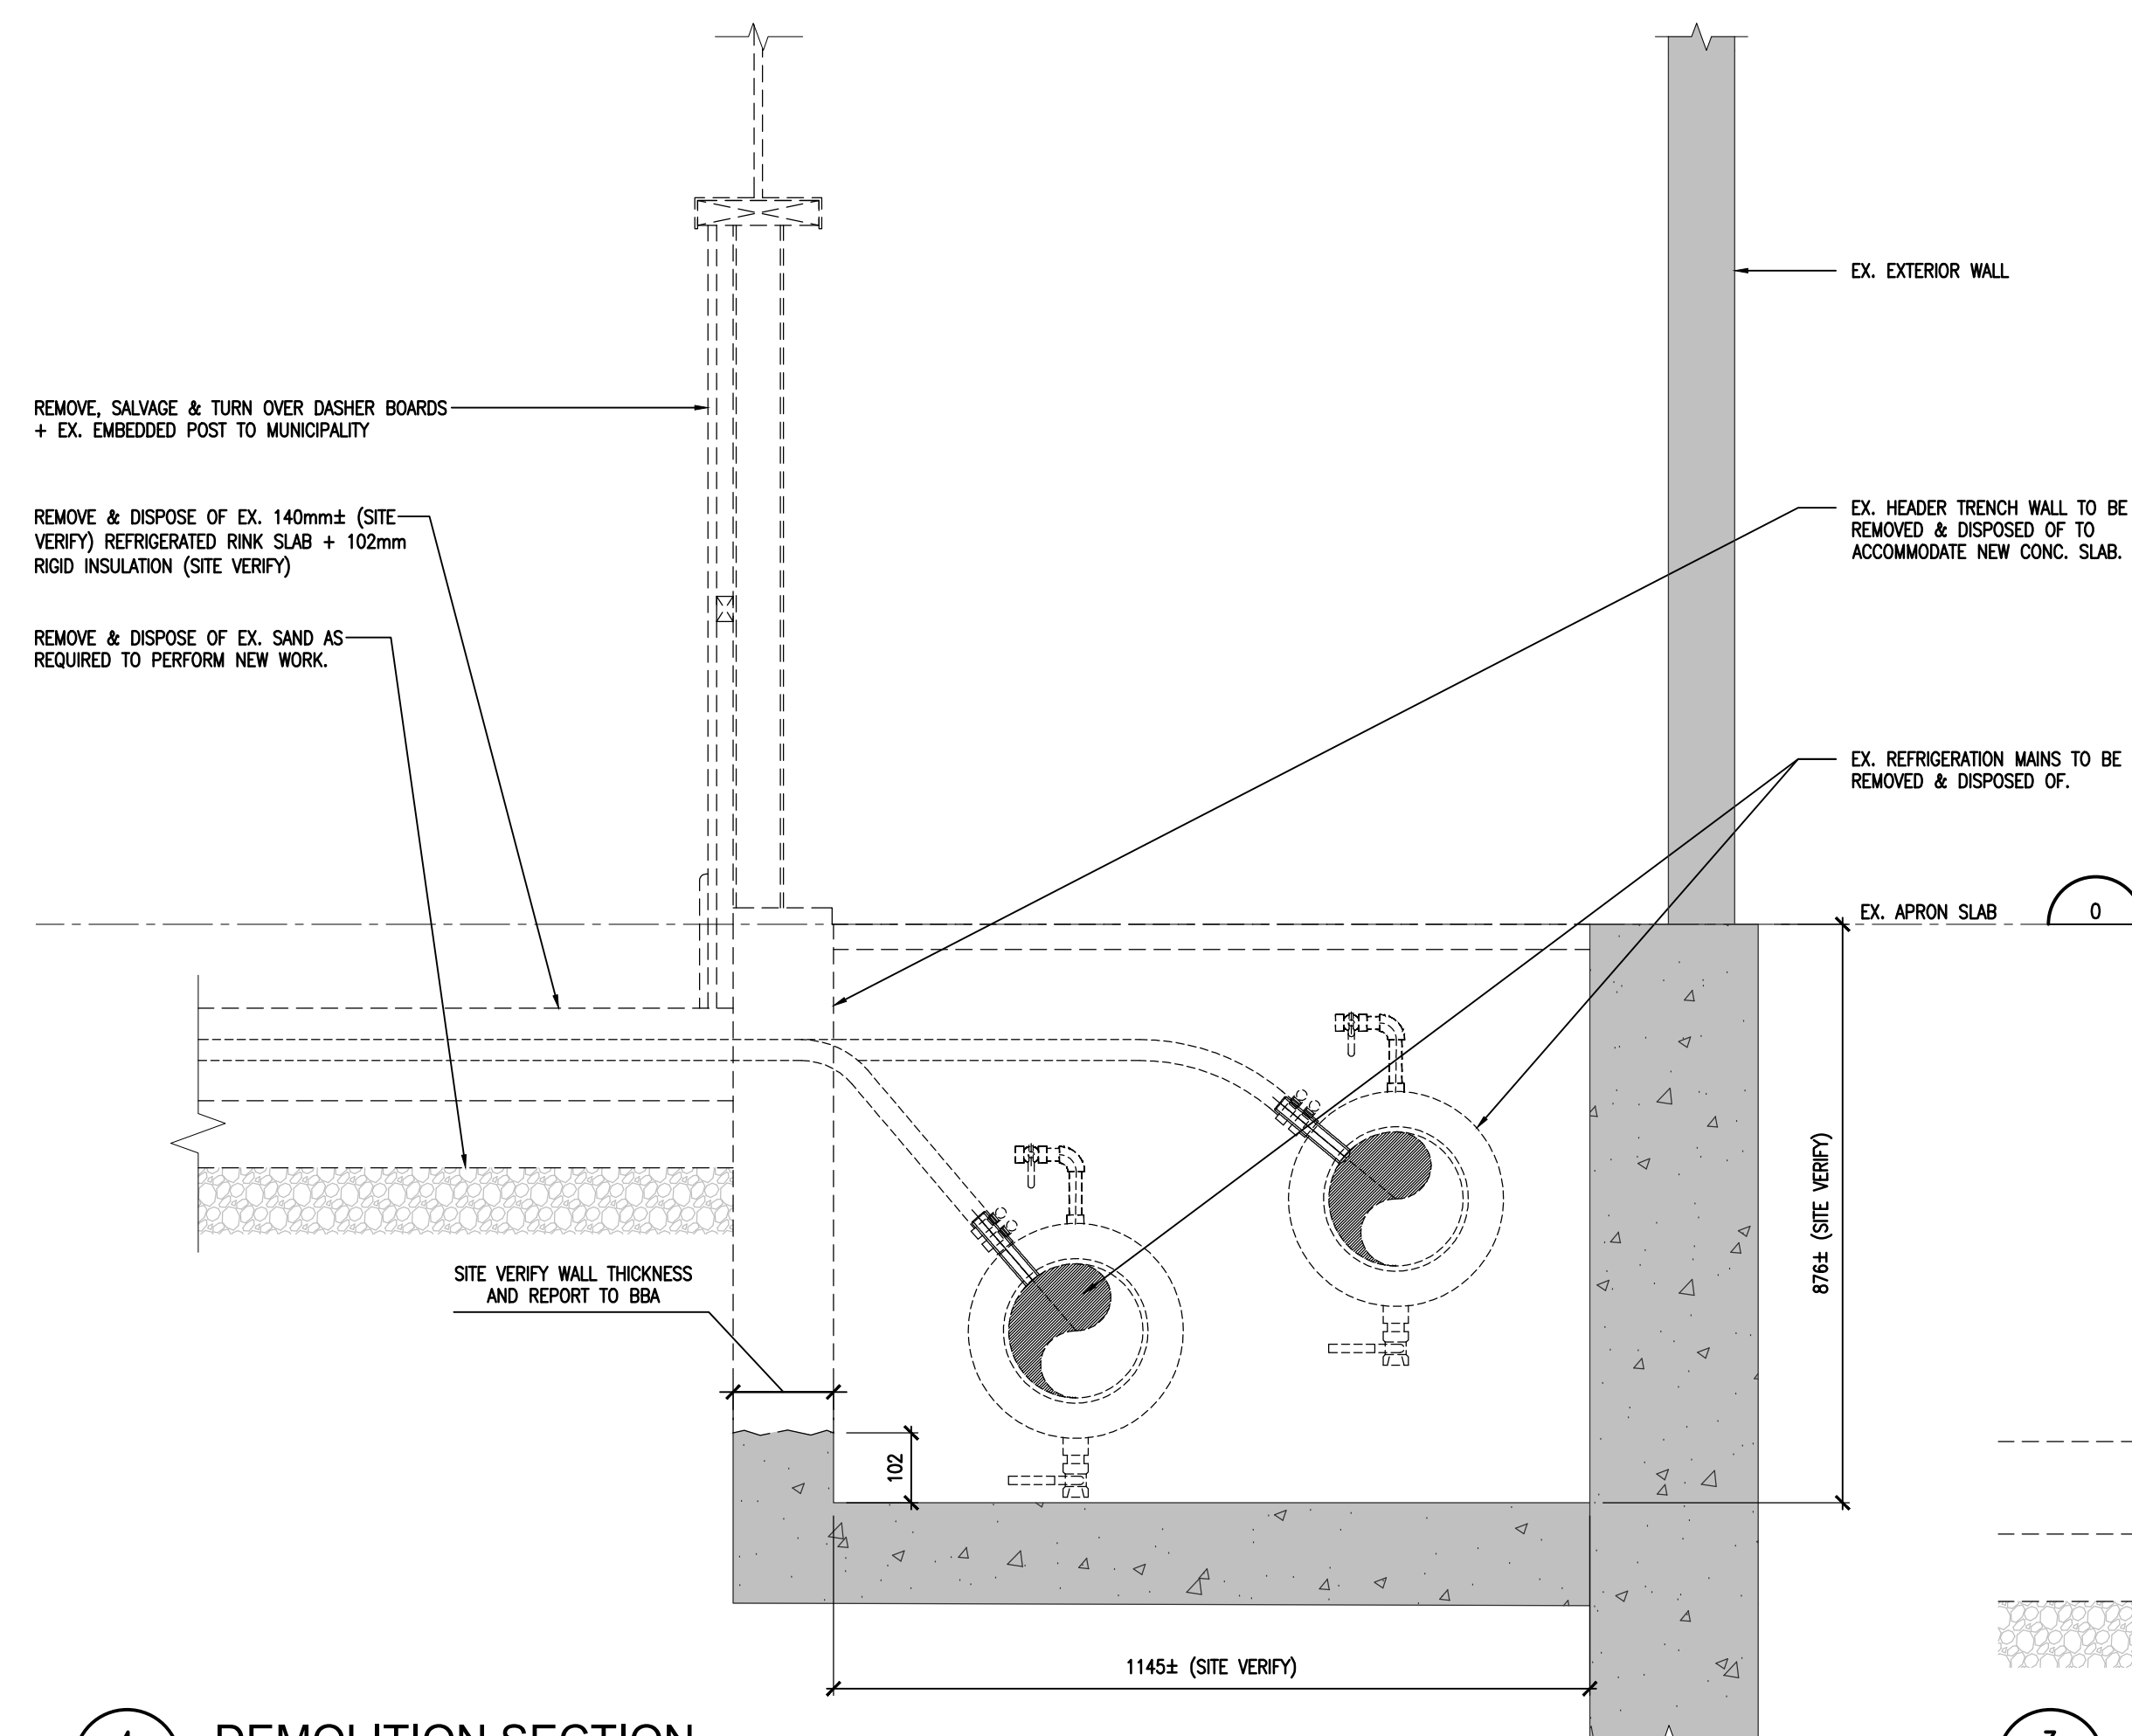 EX. EXTERIOR WALL
REMOVE, SALVAGE & TURN OVER DASHER BOARDS
+ EX. EMBEDDED POST TO MUNICIPALITY
REMOVE & DISPOSE OF EX. 140mm± (SITE
VERIFY) REFRIGERATED RINK SLAB + 102mm
RIGID INSULATION (SITE VERIFY)
EX. HEADER TRENCH WALL TO BE
REMOVED & DISPOSED OF TO
ACCOMMODATE NEW CONC. SLAB.
REMOVE & DISPOSE OF EX. SAND AS
REQUIRED TO PERFORM NEW WORK.
EX. REFRIGERATION MAINS TO BE
REMOVED & DISPOSED OF.
EX. APRON SLAB
0
876± (SITE VERIFY)
SITE VERIFY WALL THICKNESS
AND REPORT TO BBA
102
1145± (SITE VERIFY)
DEMOLITION SECTION